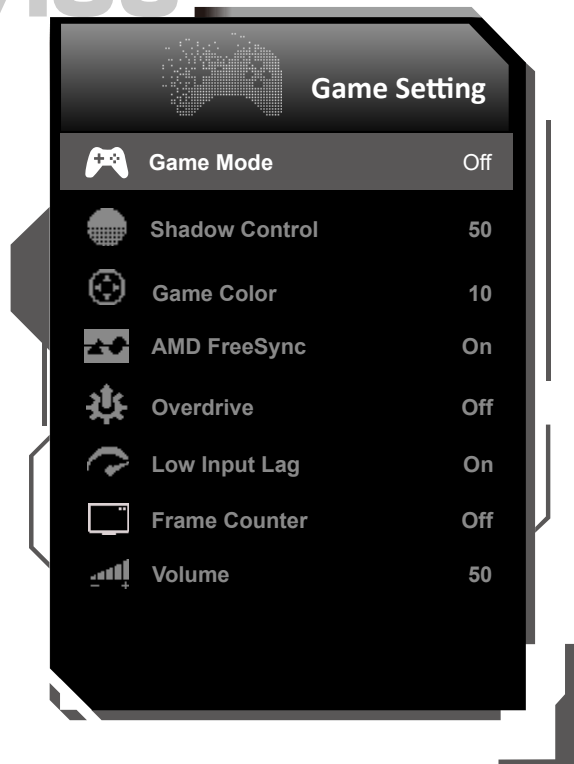 Game Setting
Game Mode Off
Shadow Control 50
Game Color 10
AMD FreeSync On
Overdrive Off
Low Input Lag On
Frame Counter Off
Volume 50